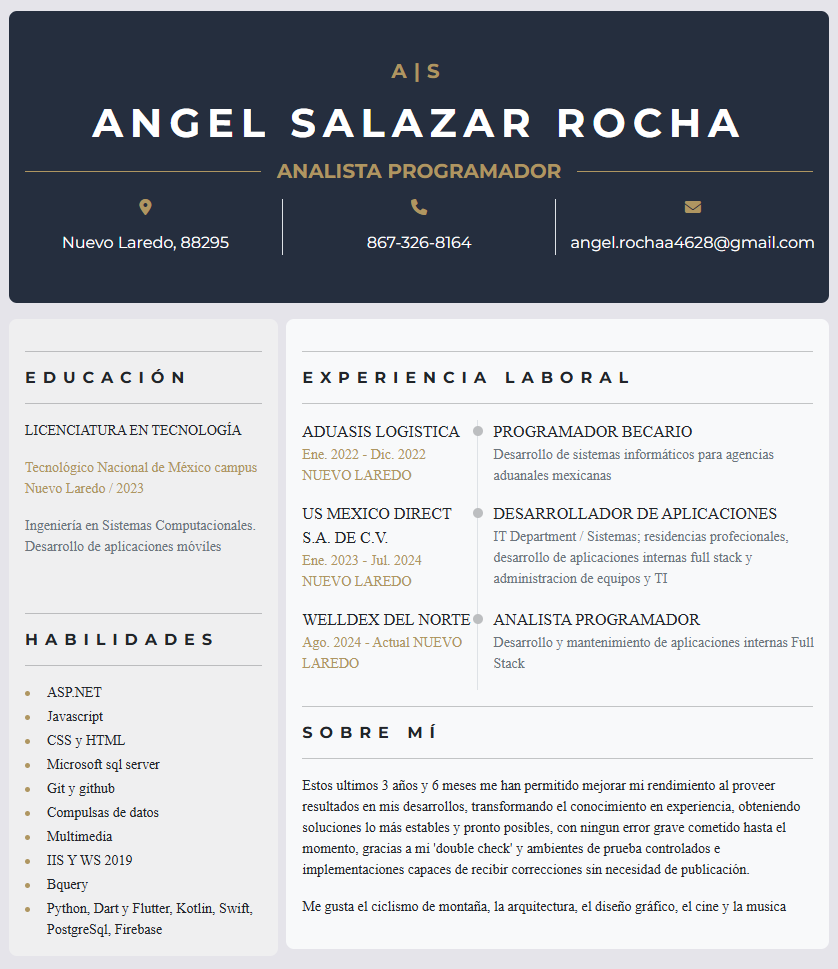 A | S
ANGEL SALAZAR ROCHA
ANALISTA PROGRAMADOR
Nuevo Laredo, 88295
867-326-8164
angel.rochaa4628@gmail.com
EDUCACIÓN
LICENCIATURA EN TECNOLOGÍA
Tecnológico Nacional de México campus
Nuevo Laredo / 2023
Ingeniería en Sistemas Computacionales.
Desarrollo de aplicaciones móviles
HABILIDADES
ASP.NET
Javascript
CSS y HTML
Microsoft sql server
Git y github
Compulsas de datos
Multimedia
IIS Y WS 2019
Bquery
Python, Dart y Flutter, Kotlin, Swift,
PostgreSql, Firebase
EXPERIENCIA LABORAL
ADUASIS LOGISTICA
Ene. 2022 - Dic. 2022
NUEVO LAREDO
PROGRAMADOR BECARIO
Desarrollo de sistemas informáticos para agencias
aduanales mexicanas
US MEXICO DIRECT
S.A. DE C.V.
Ene. 2023 - Jul. 2024
NUEVO LAREDO
DESARROLLADOR DE APLICACIONES
IT Department / Sistemas; residencias profecionales,
desarrollo de aplicaciones internas full stack y
administracion de equipos y TI
WELLDEX DEL NORTE
Ago. 2024 - Actual NUEVO
LAREDO
ANALISTA PROGRAMADOR
Desarrollo y mantenimiento de aplicaciones internas Full
Stack
SOBRE MÍ
Estos ultimos 3 años y 6 meses me han permitido mejorar mi rendimiento al proveer
resultados en mis desarrollos, transformando el conocimiento en experiencia, obteniendo
soluciones lo más estables y pronto posibles, con ningun error grave cometido hasta el
momento, gracias a mi 'double check' y ambientes de prueba controlados e
implementaciones capaces de recibir correcciones sin necesidad de publicación.
Me gusta el ciclismo de montaña, la arquitectura, el diseño gráfico, el cine y la musica